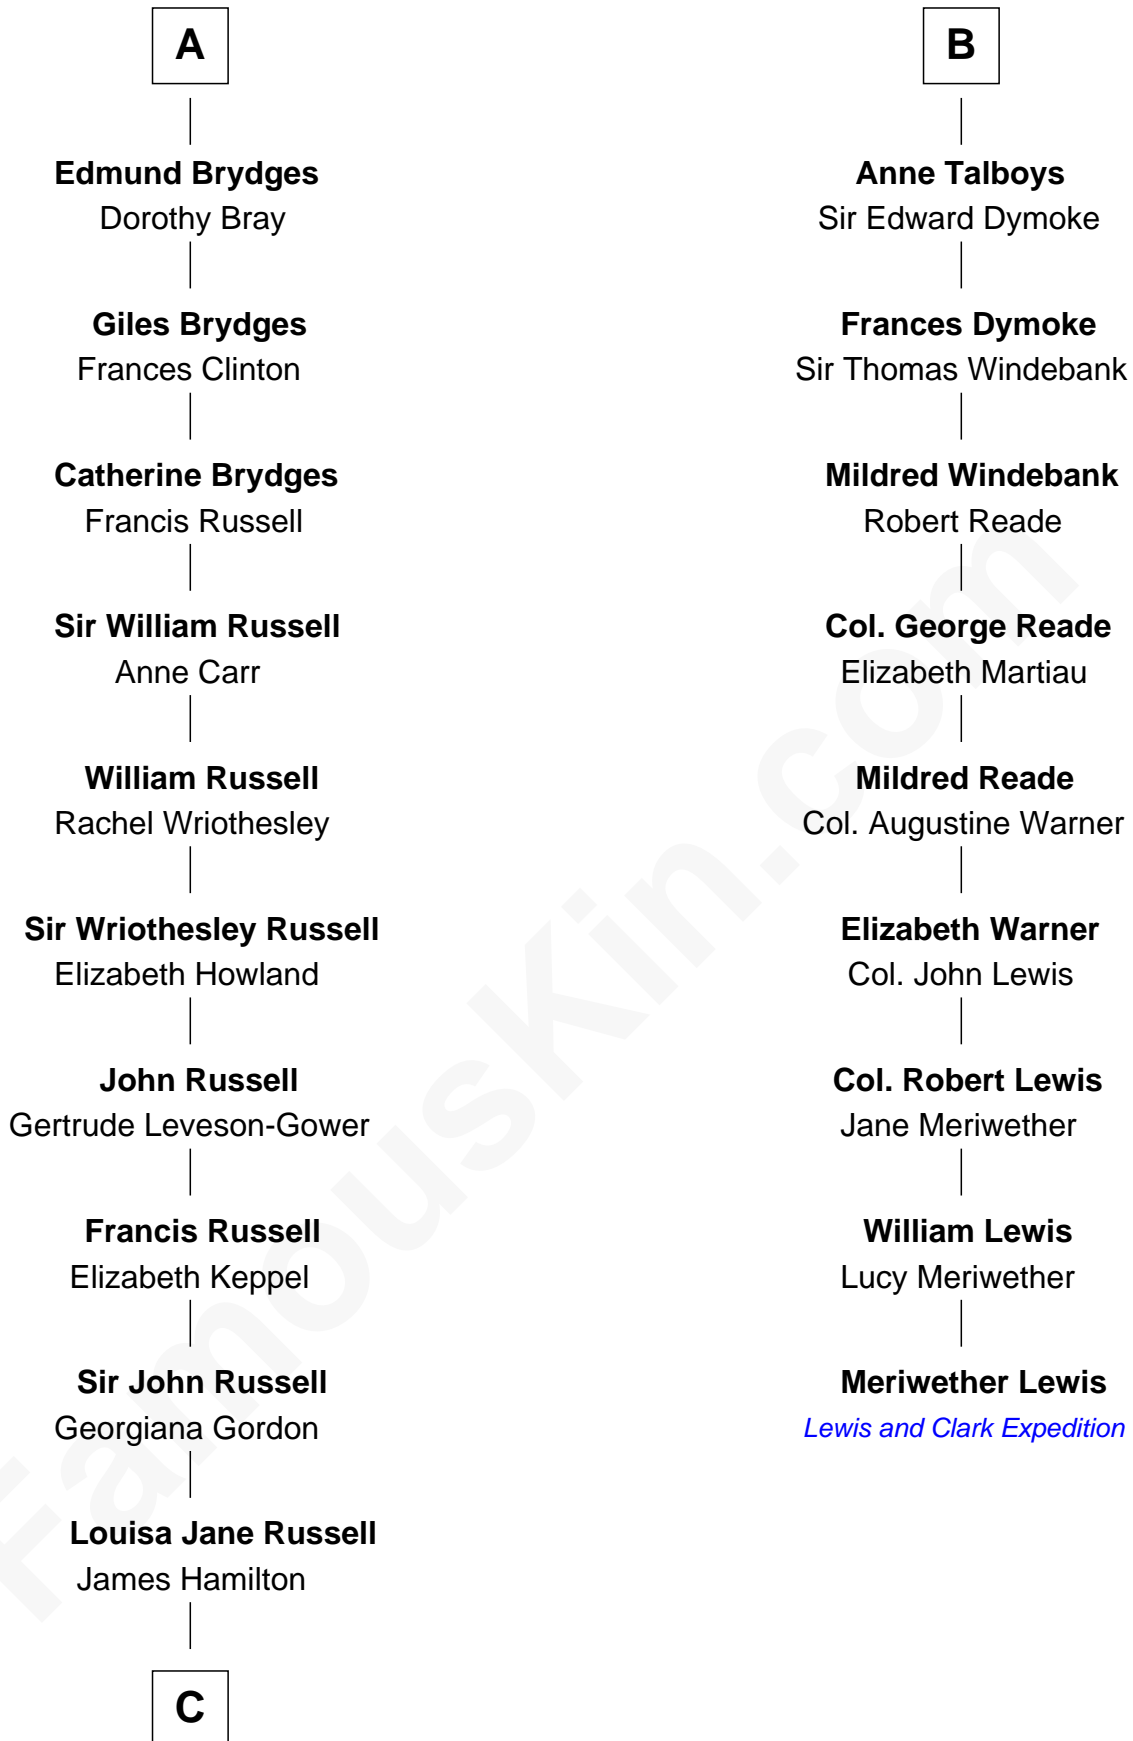 A
Edmund Brydges
Dorothy Bray
Giles Brydges
Frances Clinton
Catherine Brydges
Francis Russell
Sir William Russell
Anne Carr
William Russell
Rachel Wriothesley
Sir Wriothesley Russell
Elizabeth Howland
John Russell
Gertrude Leveson-Gower
Francis Russell
Elizabeth Keppel
Sir John Russell
Georgiana Gordon
Louisa Jane Russell
James Hamilton
C
B
Anne Talboys
Sir Edward Dymoke
Frances Dymoke
Sir Thomas Windebank
Mildred Windebank
Robert Reade
Col. George Reade
Elizabeth Martiau
Mildred Reade
Col. Augustine Warner
Elizabeth Warner
Col. John Lewis
Col. Robert Lewis
Jane Meriwether
William Lewis
Lucy Meriwether
Meriwether Lewis
Lewis and Clark Expedition
FamousKin.com